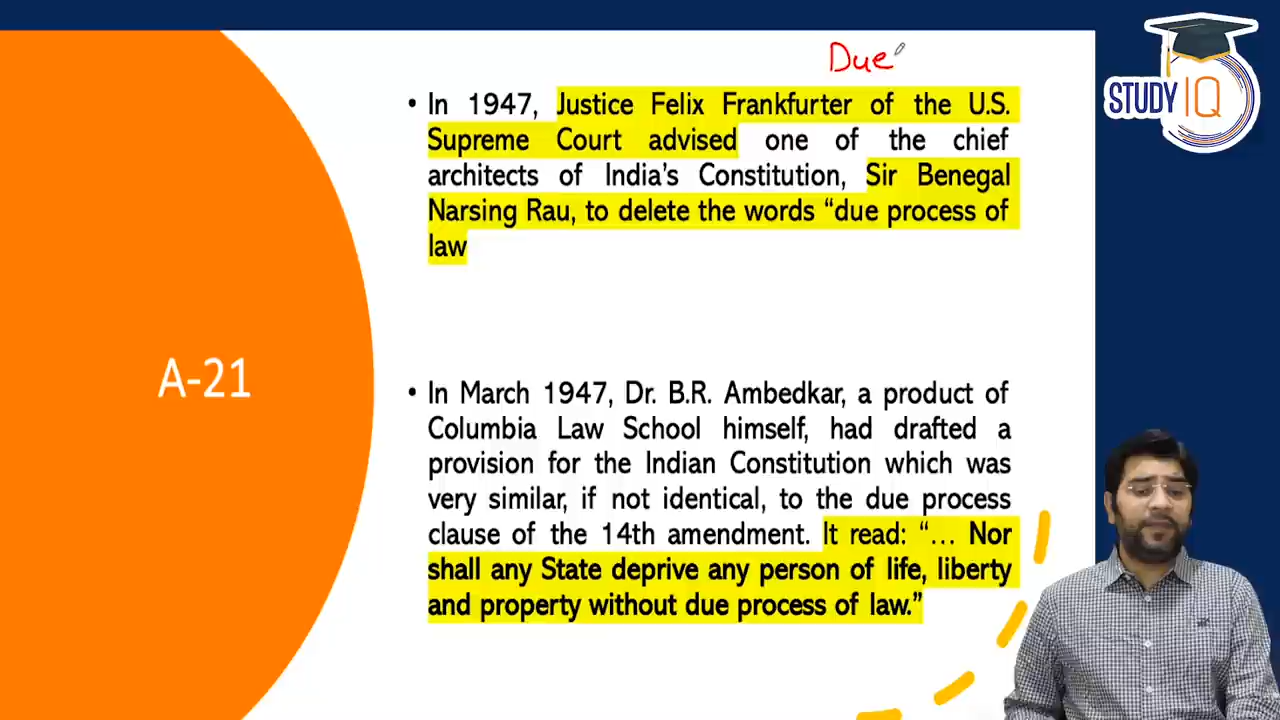 Due
STUDY IQ
• In 1947, Justice Felix Frankfurter of the U.S.
Supreme Court advised one of the chief
architects of India’s Constitution, Sir Benegal
Narsing Rau, to delete the words “due process of
law
A-21
• In March 1947, Dr. B.R. Ambedkar, a product of
Columbia Law School himself, had drafted a
provision for the Indian Constitution which was
very similar, if not identical, to the due process
clause of the 14th amendment. It read: “… Nor
shall any State deprive any person of life, liberty
and property without due process of law.”